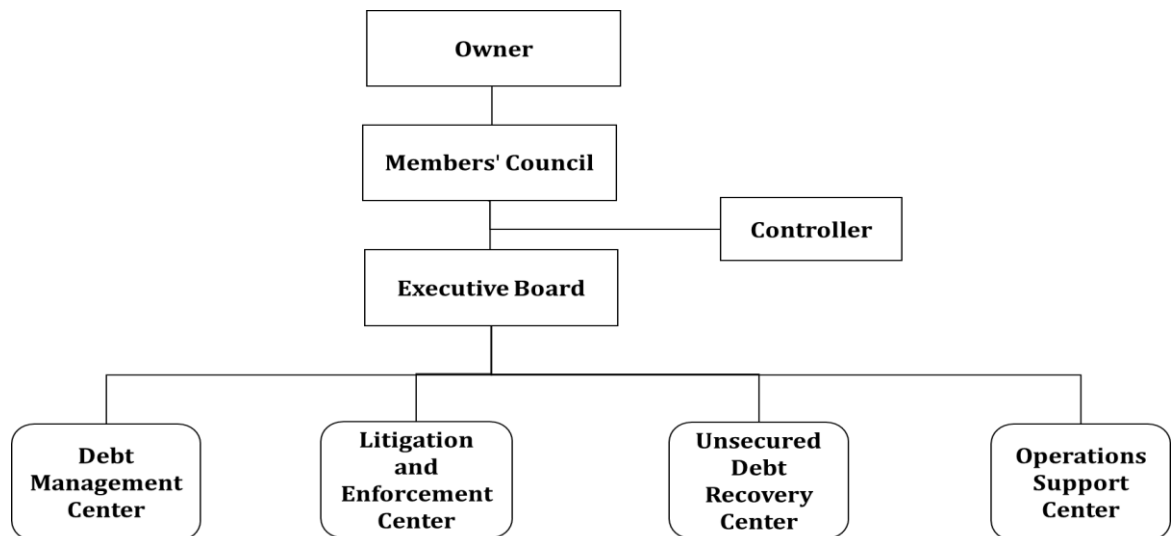 Owner
Members' Council
Controller
Executive Board
Debt
Management
Center
Litigation
and
Enforcement
Center
Unsecured
Debt
Recovery
Center
Operations
Support
Center